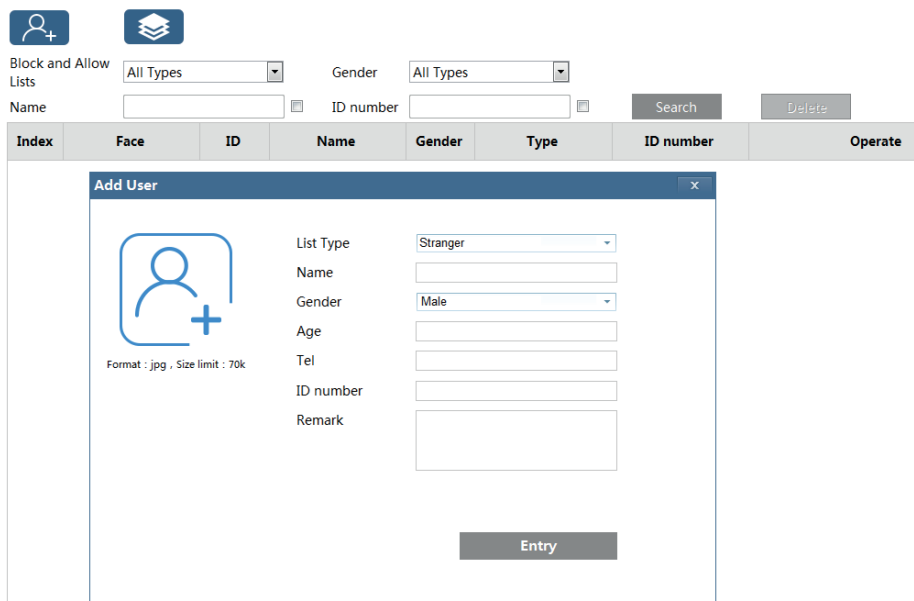 Block and Allow
Lists
All Types
Gender
All Types
Name
ID number
Search
Delete
Index Face ID Name Gender Type ID number Operate
Add User
x
List Type Stranger
Name
Gender Male
Age
Format : jpg , Size limit : 70k
Tel
ID number
Remark
Entry